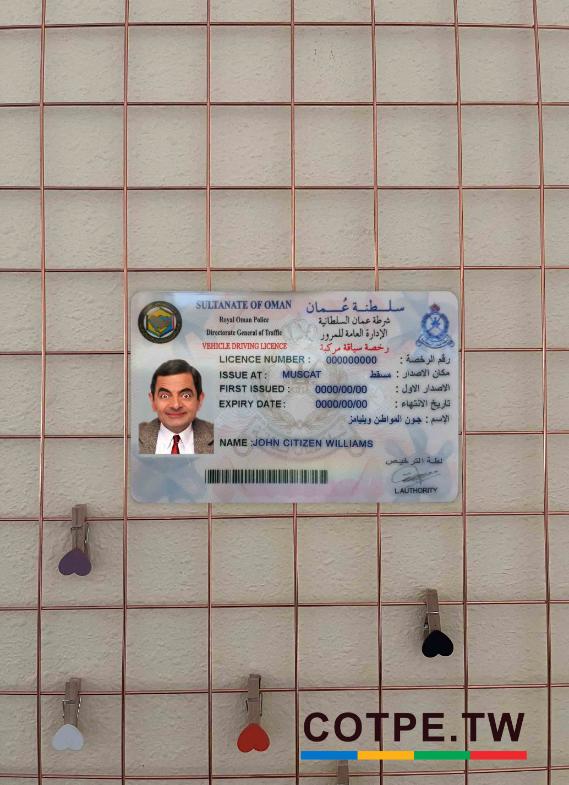 SULTANATE OF OMAN
سلطنة عُمان
Royal Oman Police
شرطة عمان السلطانية
Directorate General of Traffic
الإدارة العامة للمرور
VEHICLE DRIVING LICENCE
رخصة سياقة مركبة
LICENCE NUMBER : 000000000 رقم الرخصة :
ISSUE AT : MUSCAT مسقط مكان الاصدار :
FIRST ISSUED : 0000/00/00 الاصدار الاول :
EXPIRY DATE : 0000/00/00 تاريخ الانتهاء :
الإسم : جون المواطن ويليامز
NAME :JOHN CITIZEN WILLIAMS
الترخيص
L.AUTHORITY
COTPE.TW